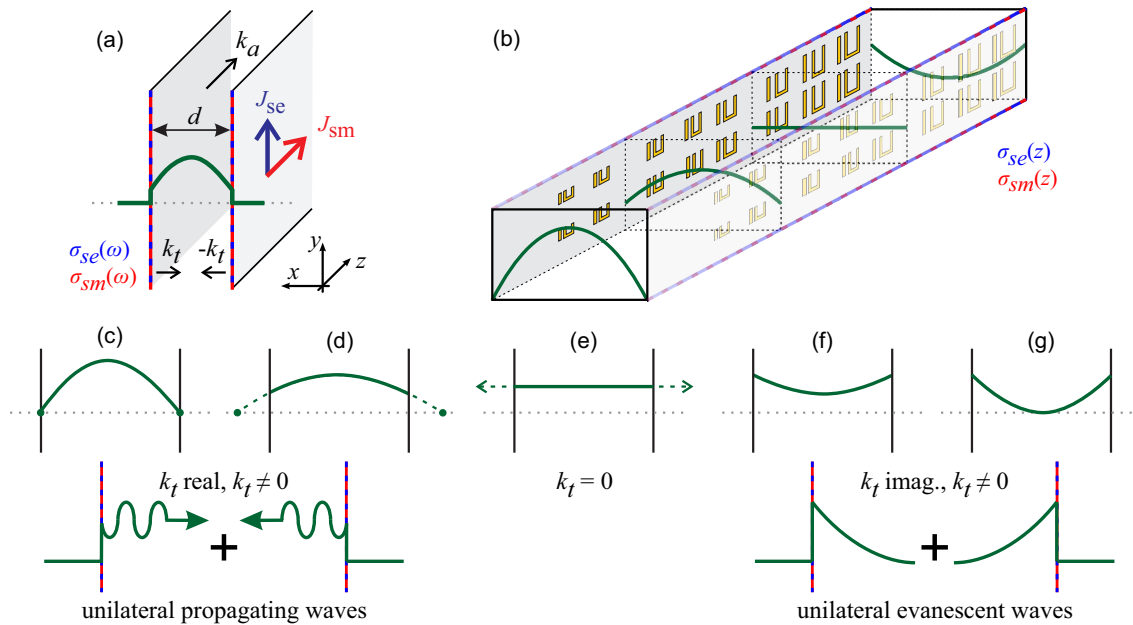 (a)
k_a
d
J_se
J_sm
σ_se(ω)
σ_sm(ω)
k_t
-k_t
y
x
z
(b)
σ_se(z)
σ_sm(z)
(c)
(d)
(e)
(f)
(g)
k_t real, k_t ≠ 0
k_t = 0
k_t imag., k_t ≠ 0
+
+
unilateral propagating waves
unilateral evanescent waves